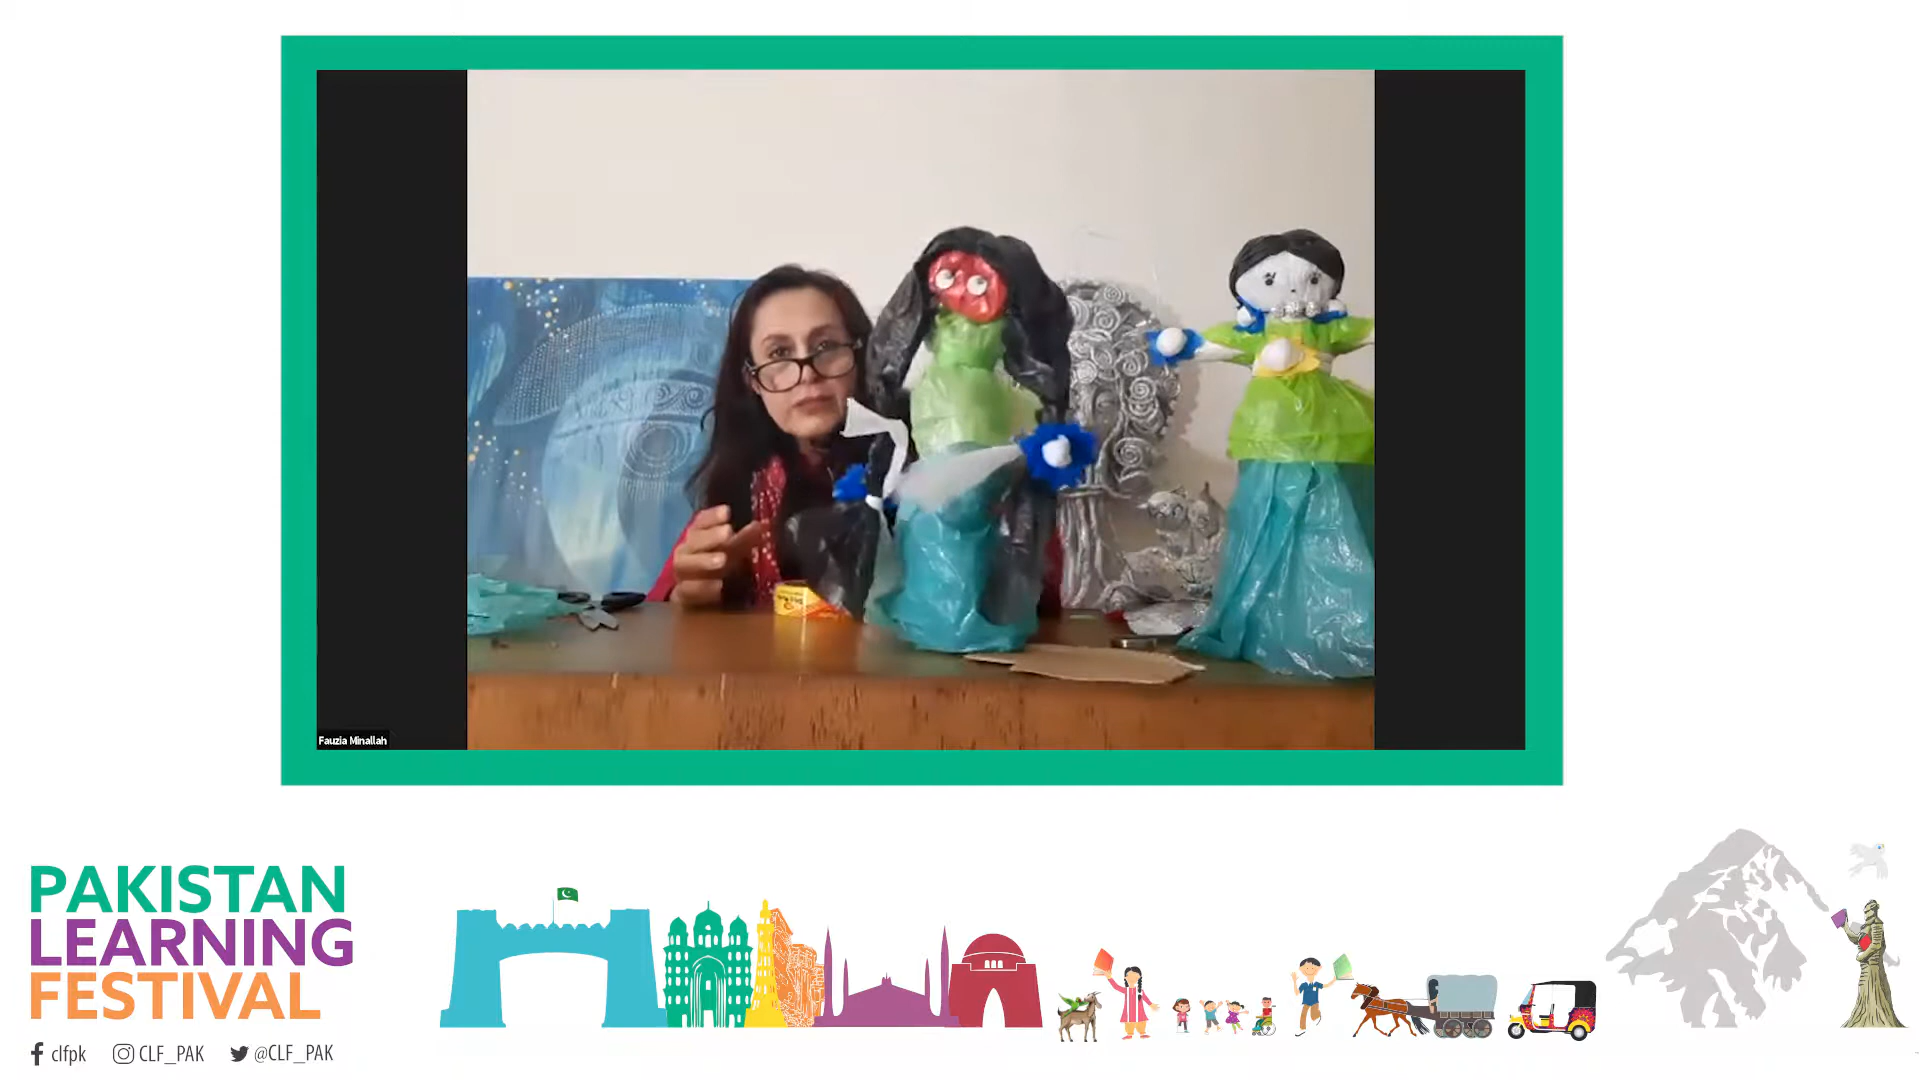 Fauzia Minallah
PAKISTAN
LEARNING
FESTIVAL
clfpk
CLF_PAK
@CLF_PAK